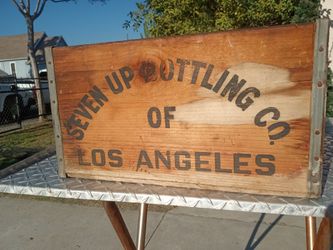 SEVEN UP BOTTLING CO.
OF
LOS ANGELES